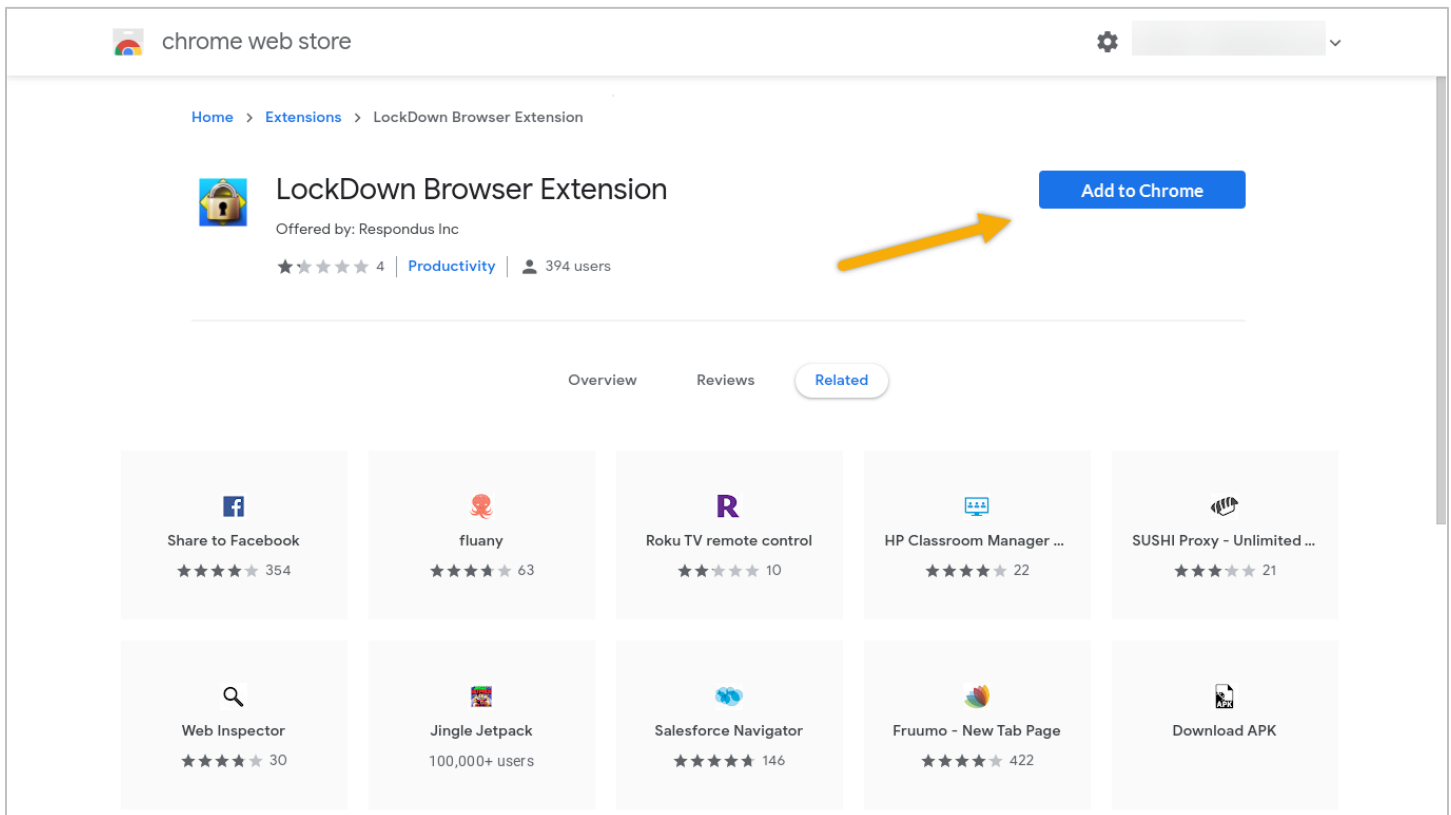 chrome web store
Home > Extensions > LockDown Browser Extension
LockDown Browser Extension
Add to Chrome
Offered by: Respondus Inc
4 Productivity 394 users
Overview Reviews Related
R
Share to Facebook fluany Roku TV remote control HP Classroom Manager ... SUSHI Proxy - Unlimited ...
354 63 10 22 21
APK
Web Inspector Jingle Jetpack Salesforce Navigator Fruumo - New Tab Page Download APK
30 100,000+ users 146 422